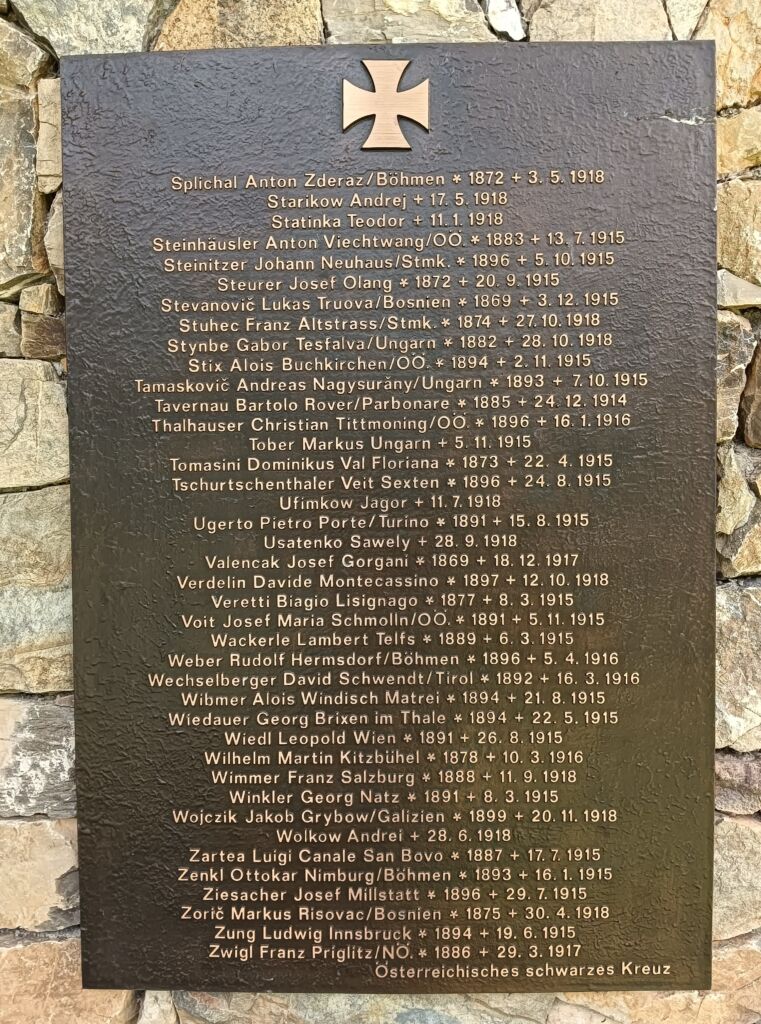 Splichal Anton Zderaz/Böhmen * 1872 + 3. 5. 1918
Starikow Andrej + 17. 5. 1918
Statinka Teodor + 11. 1. 1918
Steinhäusler Anton Viechtwang/OÖ. * 1883 + 13. 7. 1915
Steinitzer Johann Neuhaus/Stmk. * 1896 + 5. 10. 1915
Steurer Josef Olang * 1872 + 20. 9. 1915
Stevanovič Lukas Truova/Bosnien * 1869 + 3. 12. 1915
Stuhec Franz Altstrass/Stmk. * 1874 + 27. 10. 1918
Stynbe Gabor Tesfalva/Ungarn * 1882 + 28. 10. 1918
Stix Alois Buchkirchen/OÖ. * 1894 + 2. 11. 1915
Tamaskovič Andreas Nagysurány/Ungarn * 1893 + 7. 10. 1915
Tavernau Bartolo Rover/Parbonare * 1885 + 24. 12. 1914
Thalhauser Christian Tittmoning/OÖ. * 1896 + 16. 1. 1916
Tober Markus Ungarn + 5. 11. 1915
Tomasini Dominikus Val Floriana * 1873 + 22. 4. 1915
Tschurtschenthaler Veit Sexten * 1896 + 24. 8. 1915
Ufimkow Jagor + 11. 7. 1918
Ugerto Pietro Porte/Turino * 1891 + 15. 8. 1915
Usatenko Sawely + 28. 9. 1918
Valencak Josef Gorgani * 1869 + 18. 12. 1917
Verdelin Davide Montecassino * 1897 + 12. 10. 1918
Veretti Biagio Lisignago * 1877 + 8. 3. 1915
Voit Josef Maria Schmolln/OÖ. * 1891 + 5. 11. 1915
Wackerle Lambert Telfs * 1889 + 6. 3. 1915
Weber Rudolf Hermsdorf/Böhmen * 1896 + 5. 4. 1916
Wechselberger David Schwendt/Tirol * 1892 + 16. 3. 1916
Wibmer Alois Windisch Matrei * 1894 + 21. 8. 1915
Wiedauer Georg Brixen im Thale * 1894 + 22. 5. 1915
Wiedl Leopold Wien * 1891 + 26. 8. 1915
Wilhelm Martin Kitzbühel * 1878 + 10. 3. 1916
Wimmer Franz Salzburg * 1888 + 11. 9. 1918
Winkler Georg Natz * 1891 + 8. 3. 1915
Wojczik Jakob Grybow/Galizien * 1899 + 20. 11. 1918
Wolkow Andrei + 28. 6. 1918
Zartea Luigi Canale San Bovo * 1887 + 17. 7. 1915
Zenkl Ottokar Nimburg/Böhmen * 1893 + 16. 1. 1915
Ziesacher Josef Millstatt * 1896 + 29. 7. 1915
Zorič Markus Risovac/Bosnien * 1875 + 30. 4. 1918
Zung Ludwig Innsbruck * 1894 + 19. 6. 1915
Zwigl Franz Priglitz/NÖ. * 1886 + 29. 3. 1917
Österreichisches schwarzes Kreuz